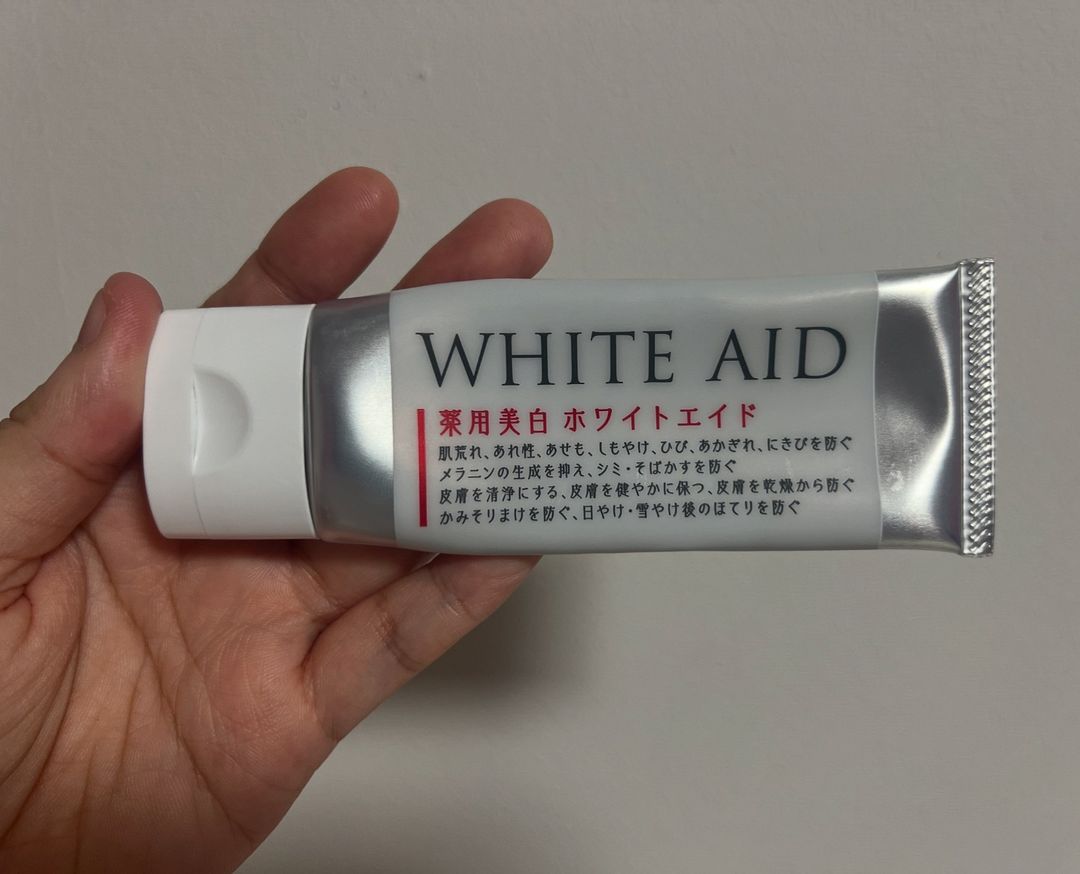 WHITE AID
薬用美白 ホワイトエイド
肌荒れ、あれ性、あせも、しもやけ、ひび、あかぎれ、にきびを防ぐ
メラニンの生成を抑え、シミ・そばかすを防ぐ
皮膚を清浄にする、皮膚を健やかに保つ、皮膚を乾燥から防ぐ
かみそりまけを防ぐ、日やけ・雪やけ後のほてりを防ぐ